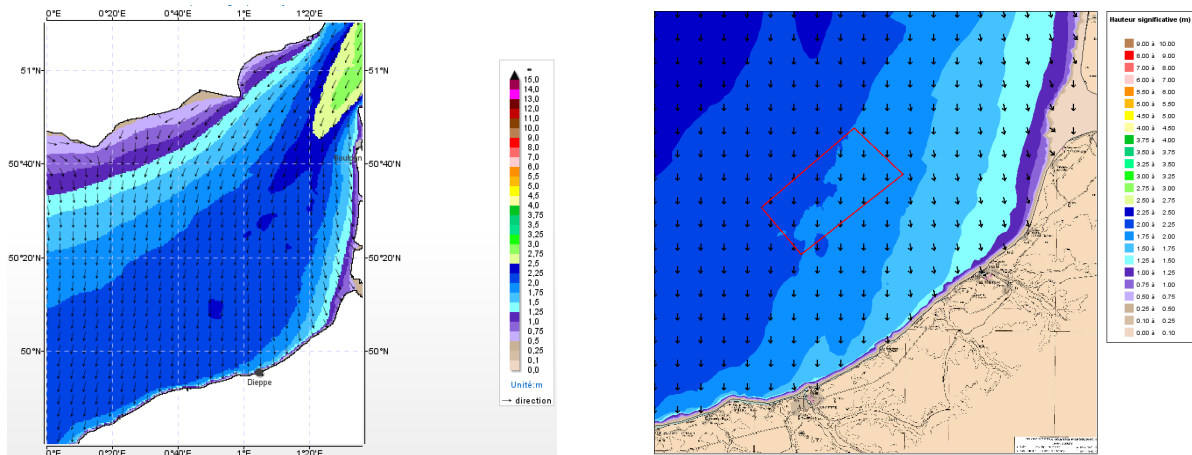 0°E
0°20'E
0°40'E
1°E
1°20'E
51°N
51°N
50°40'N
50°40'N
50°20'N
50°20'N
50°N
50°N
Dieppe
0°E
0°20'E
0°40'E
1°E
1°20'E
∞
15,0
14,0
13,0
12,0
11,0
10,0
9,0
8,0
7,0
6,0
5,5
5,0
4,5
4,0
3,75
3,5
3,25
3,0
2,75
2,5
2,25
2,0
1,75
1,5
1,25
1,0
0,75
0,5
0,25
0,1
0,0
Unité:m
direction
Hauteur significative (m)
9.00 à 10.00
8.00 à 9.00
7.00 à 8.00
6.00 à 7.00
5.50 à 6.00
5.00 à 5.50
4.50 à 5.00
4.00 à 4.50
3.75 à 4.00
3.50 à 3.75
3.25 à 3.50
3.00 à 3.25
2.75 à 3.00
2.50 à 2.75
2.25 à 2.50
2.00 à 2.25
1.75 à 2.00
1.50 à 1.75
1.25 à 1.50
1.00 à 1.25
0.75 à 1.00
0.50 à 0.75
0.25 à 0.50
0.10 à 0.25
0.00 à 0.10